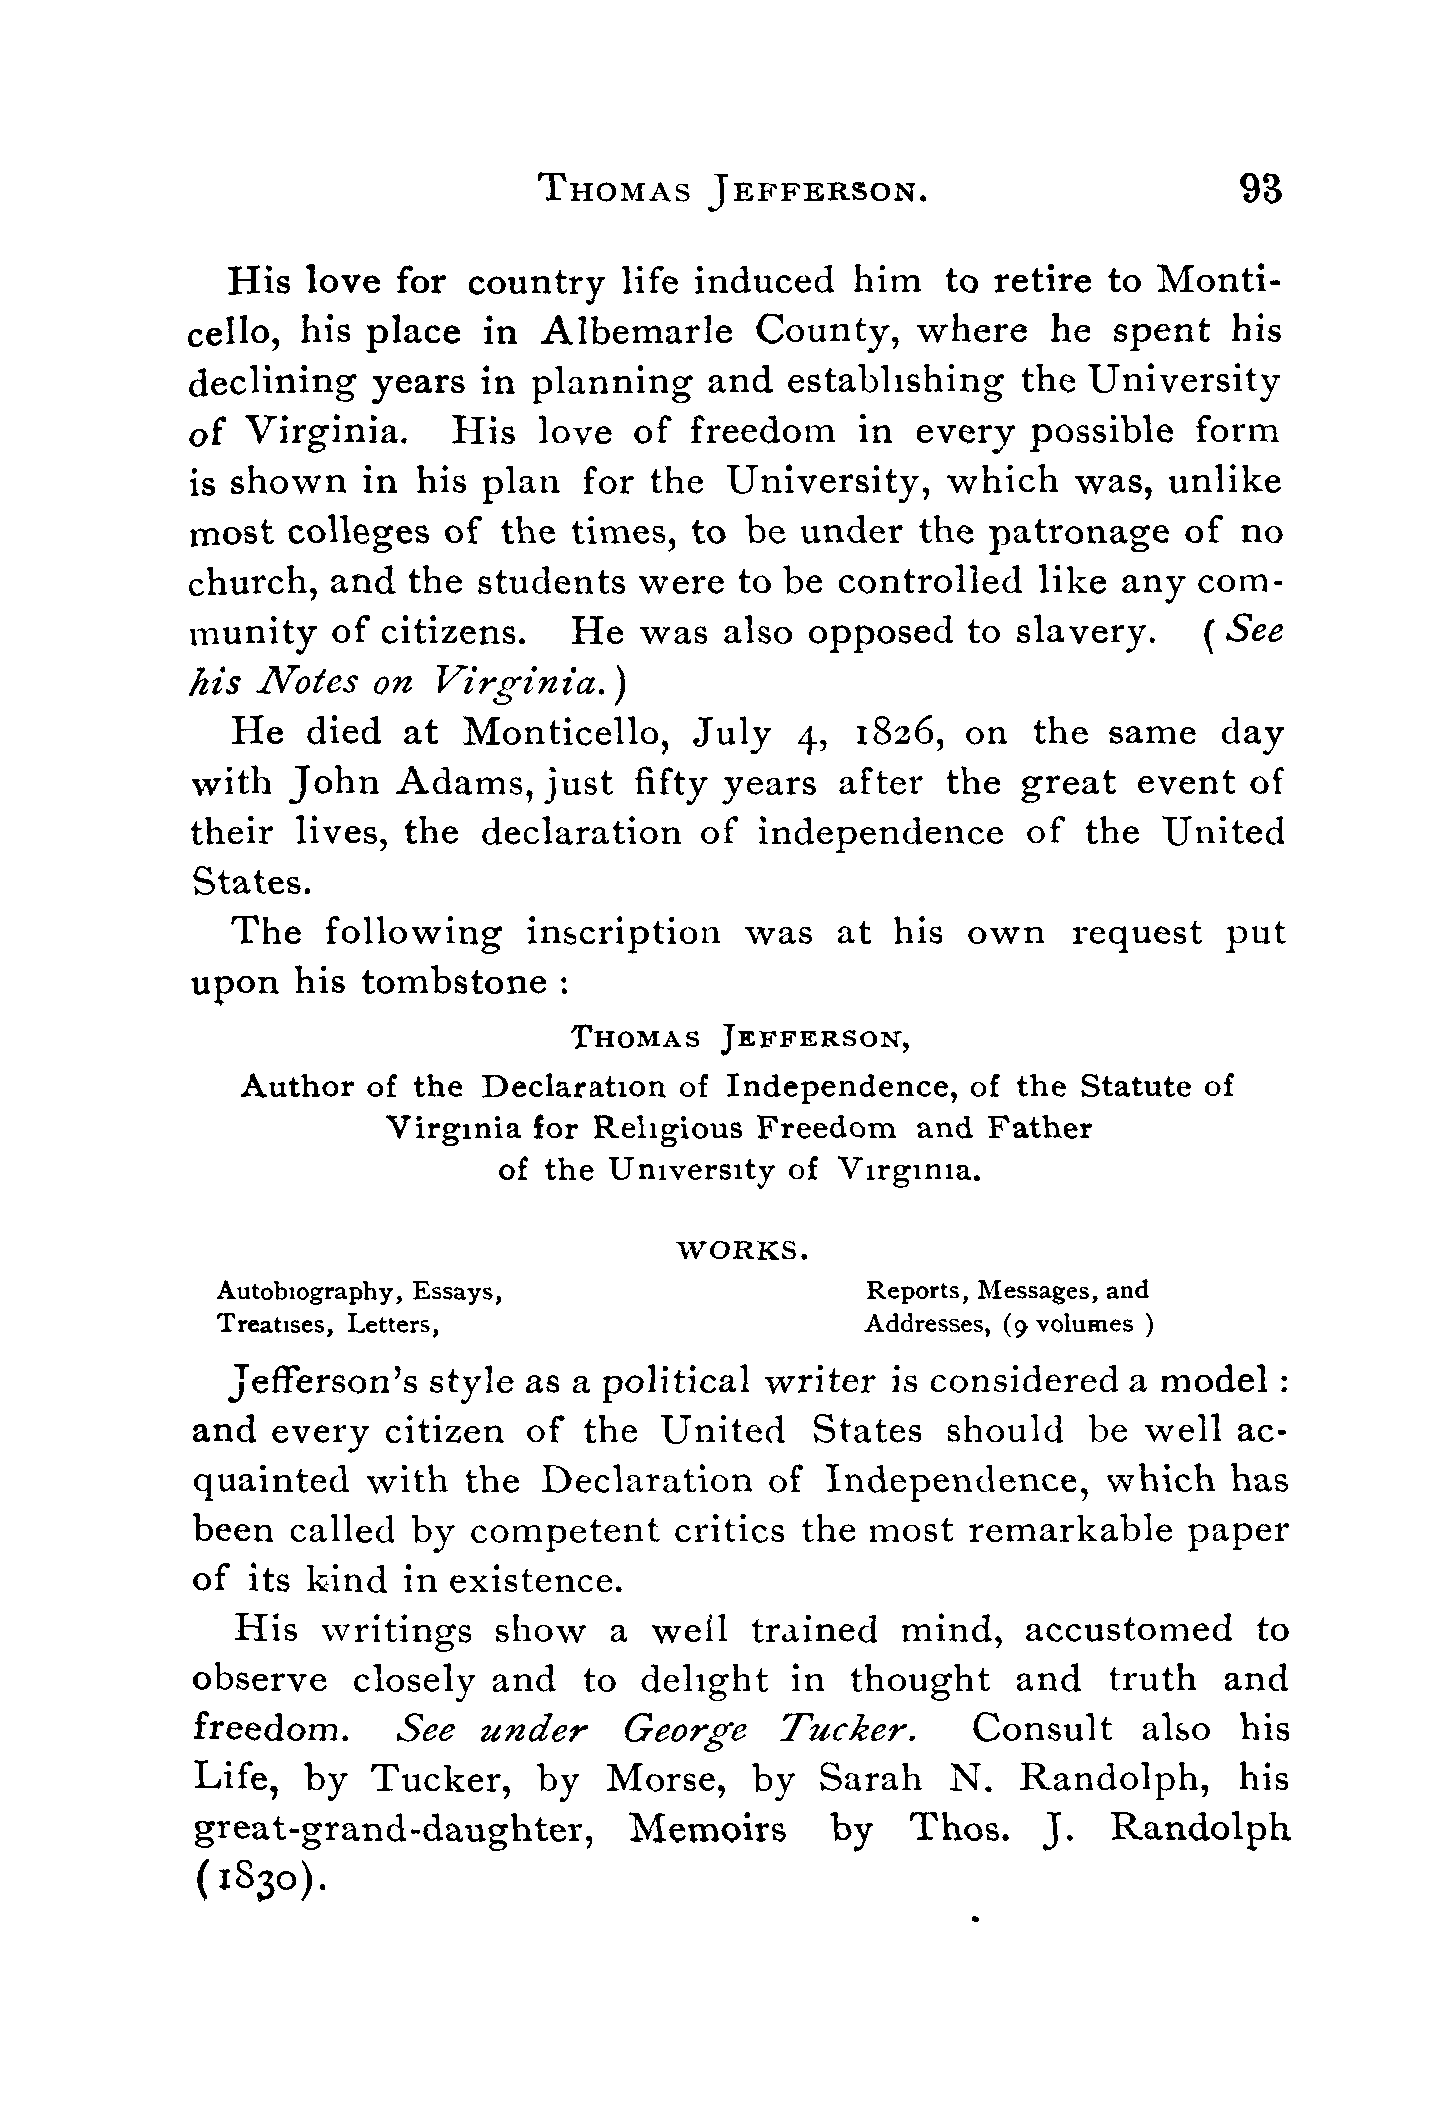 THOMAS JEFFERSON. 93
His love for country life induced him to retire to Monti-
cello, his place in Albemarle County, where he spent his
declining years in planning and establishing the University
of Virginia. His love of freedom in every possible form
is shown in his plan for the University, which was, unlike
most colleges of the times, to be under the patronage of no
church, and the students were to be controlled like any com-
munity of citizens. He was also opposed to slavery. (See
his Notes on Virginia.)
He died at Monticello, July 4, 1826, on the same day
with John Adams, just fifty years after the great event of
their lives, the declaration of independence of the United
States.
The following inscription was at his own request put
upon his tombstone :
THOMAS JEFFERSON,
Author of the Declaration of Independence, of the Statute of
Virginia for Religious Freedom and Father
of the University of Virginia.
WORKS.
Autobiography, Essays, Reports, Messages, and
Treatises, Letters, Addresses, (9 volumes )
Jefferson's style as a political writer is considered a model :
and every citizen of the United States should be well ac-
quainted with the Declaration of Independence, which has
been called by competent critics the most remarkable paper
of its kind in existence.
His writings show a well trained mind, accustomed to
observe closely and to delight in thought and truth and
freedom. See under George Tucker. Consult also his
Life, by Tucker, by Morse, by Sarah N. Randolph, his
great-grand-daughter, Memoirs by Thos. J. Randolph
(1830).